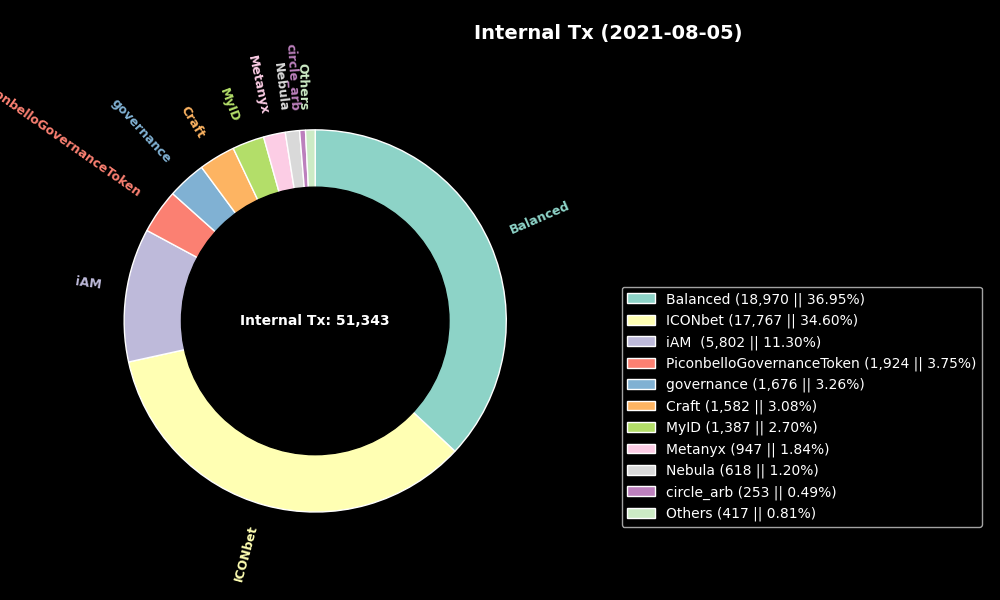 Internal Tx (2021-08-05)
circle_arb
Others
Metanyx
Nebula
MyID
Craft
governance
onbelloGovernanceToken
Balanced
iAM
Internal Tx: 51,343
ICONbet
Balanced (18,970 || 36.95%)
ICONbet (17,767 || 34.60%)
iAM  (5,802 || 11.30%)
PiconbelloGovernanceToken (1,924 || 3.75%)
governance (1,676 || 3.26%)
Craft (1,582 || 3.08%)
MyID (1,387 || 2.70%)
Metanyx (947 || 1.84%)
Nebula (618 || 1.20%)
circle_arb (253 || 0.49%)
Others (417 || 0.81%)